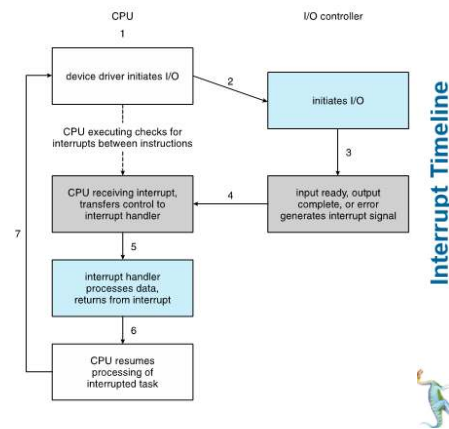 CPU
I/O controller
1
device driver initiates I/O
2
initiates I/O
CPU executing checks for
interrupts between instructions
3
CPU receiving interrupt,
transfers control to
interrupt handler
4
input ready, output
complete, or error
generates interrupt signal
7
5
interrupt handler
processes data,
returns from interrupt
6
CPU resumes
processing of
interrupted task
Interrupt Timeline